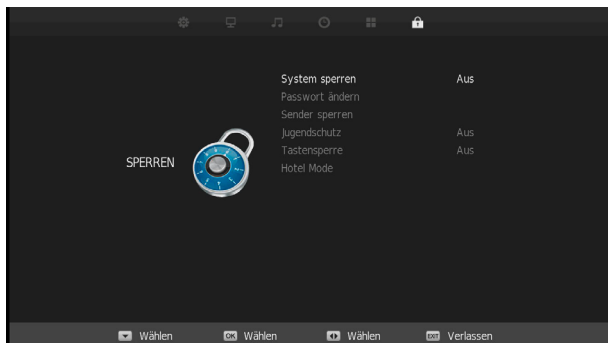 System sperren Aus
Passwort ändern
Sender sperren
Jugendschutz Aus
Tastensperre Aus
Hotel Mode
SPERREN
Wählen OK Wählen Wählen EXIT Verlassen